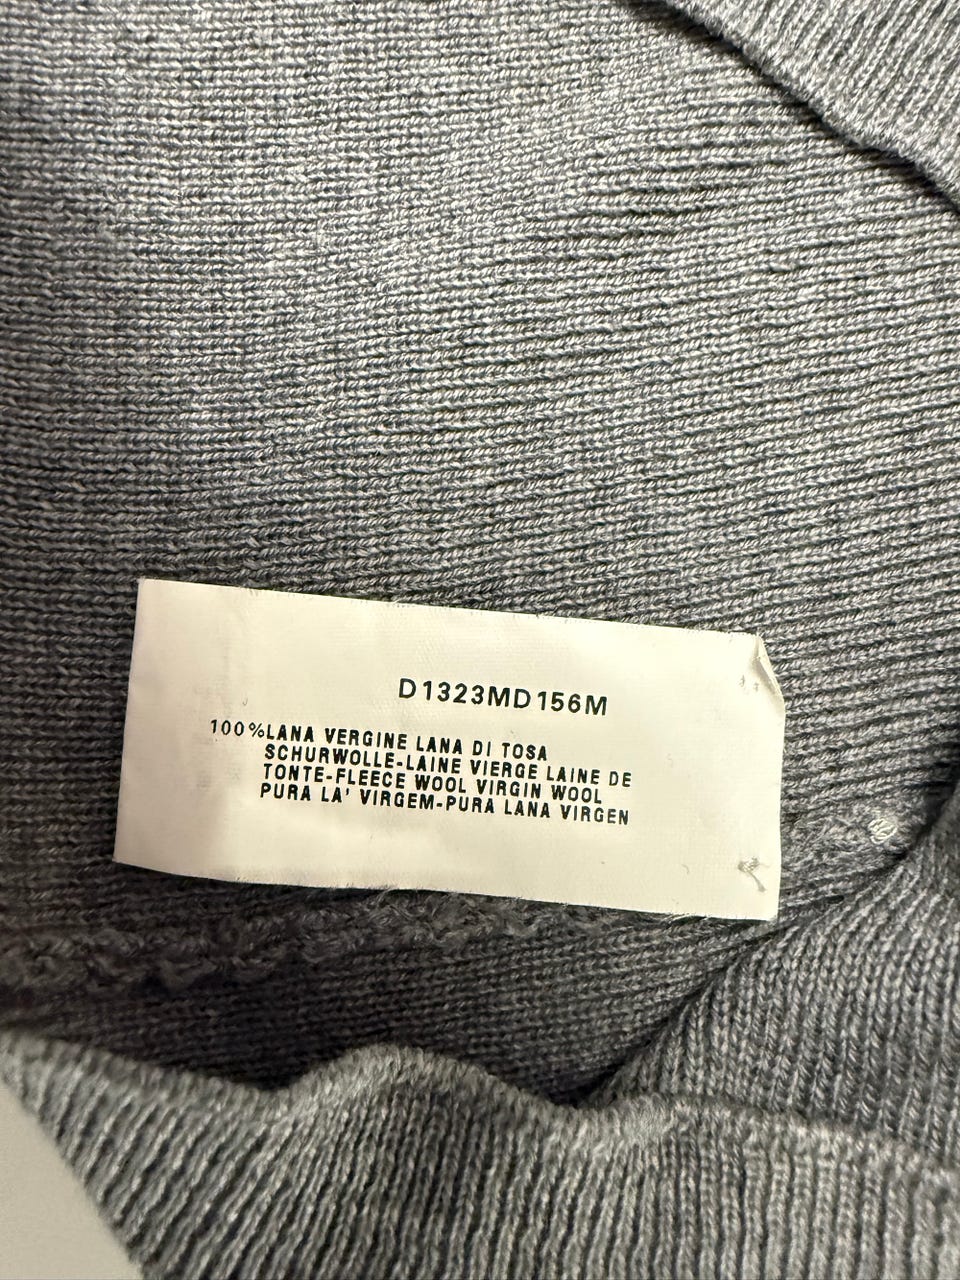 D1323MD156M
100%LANA VERGINE LANA DI TOSA
SCHURWOLLE-LAINE VIERGE LAINE DE
TONTE-FLEECE WOOL VIRGIN WOOL
PURA LA' VIRGEM-PURA LANA VIRGEN